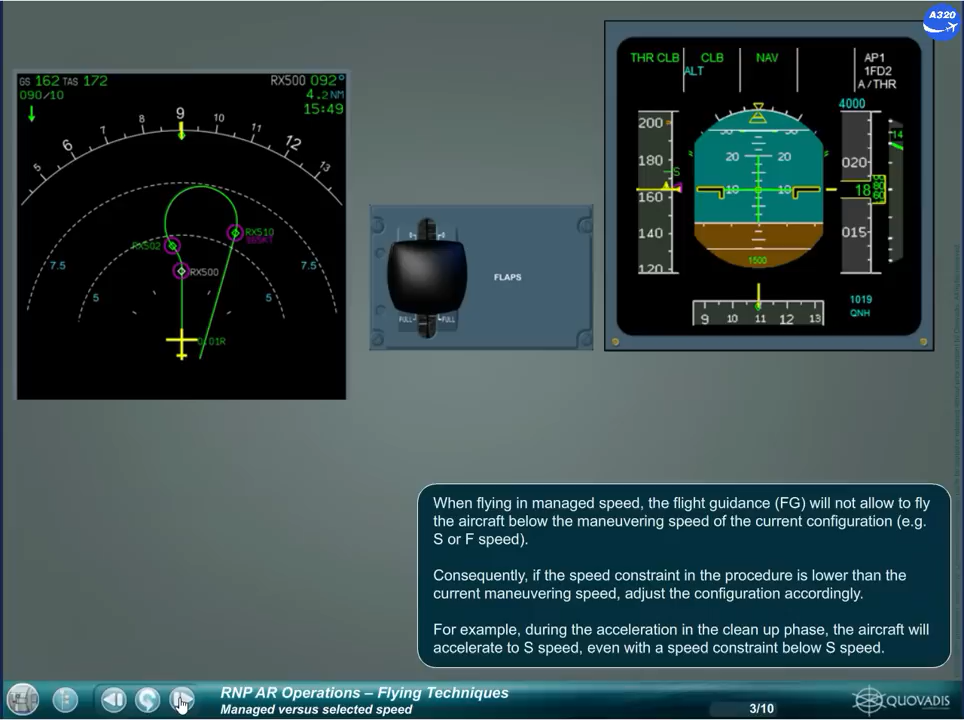 A320
GS 162 TAS 172
090/10
RX500 092°
4.2NM
15:49
5 6 7 8 9 10 11 12 13
RX502
RX510
RX500
7.5 7.5
5 5
0.01R
FLAPS
FULL FULL
THR CLB CLB NAV AP1
ALT 1FD2
A/THR
4000
200
180
160
140
120
S
20 20
10 10
1500
020
18
015
14
9 10 11 12 13
1019
QNH
When flying in managed speed, the flight guidance (FG) will not allow to fly
the aircraft below the maneuvering speed of the current configuration (e.g.
S or F speed).
Consequently, if the speed constraint in the procedure is lower than the
current maneuvering speed, adjust the configuration accordingly.
For example, during the acceleration in the clean up phase, the aircraft will
accelerate to S speed, even with a speed constraint below S speed.
RNP AR Operations – Flying Techniques
Managed versus selected speed
3/10
QUOVADIS